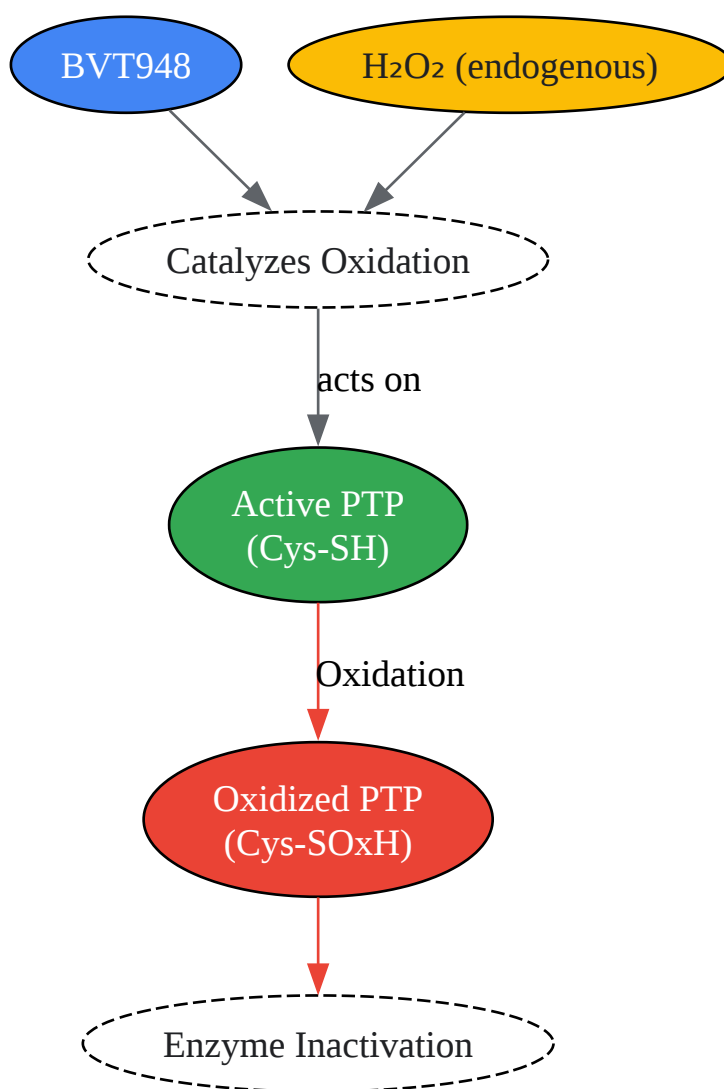 BVT948
H₂O₂ (endogenous)
Catalyzes Oxidation
acts on
Active PTP
(Cys-SH)
Oxidation
Oxidized PTP
(Cys-SOxH)
Enzyme Inactivation